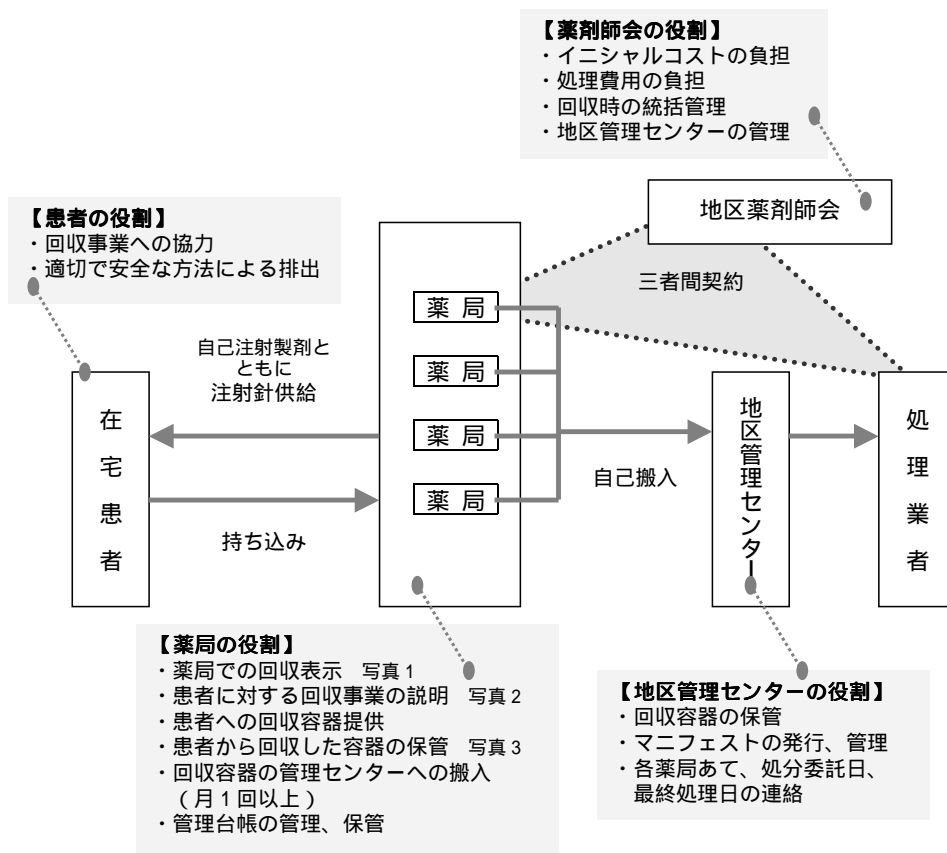 【薬剤師会の役割】
・イニシャルコストの負担
・処理費用の負担
・回収時の統括管理
・地区管理センターの管理
地区薬剤師会
【患者の役割】
・回収事業への協力
・適切で安全な方法による排出
三者間契約
薬 局
薬 局
薬 局
薬 局
自己注射製剤と
ともに
注射針供給
持ち込み
在宅患者
自己搬入
地区管理センター
処理業者
【薬局の役割】
・薬局での回収表示　写真1
・患者に対する回収事業の説明　写真2
・患者への回収容器提供
・患者から回収した容器の保管　写真3
・回収容器の管理センターへの搬入
（月1回以上）
・管理台帳の管理、保管
【地区管理センターの役割】
・回収容器の保管
・マニフェストの発行、管理
・各薬局あて、処分委託日、
最終処理日の連絡